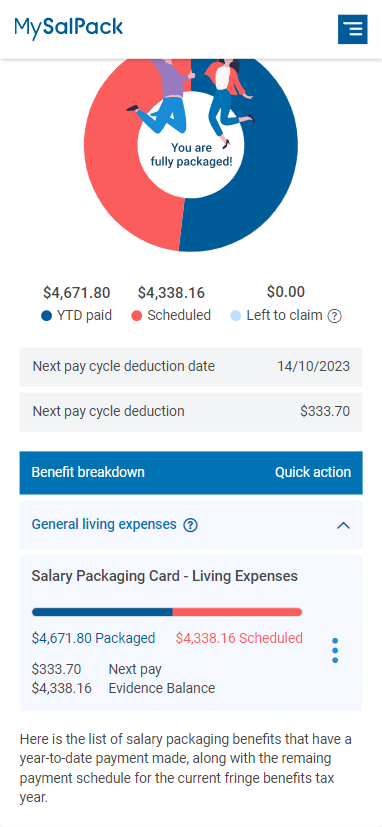 MySalPack
You are
fully packaged!
$4,671.80 $4,338.16 $0.00
YTD paid Scheduled Left to claim ?
Next pay cycle deduction date 14/10/2023
Next pay cycle deduction $333.70
Benefit breakdown Quick action
General living expenses ?
Salary Packaging Card - Living Expenses
$4,671.80 Packaged $4,338.16 Scheduled
$333.70 Next pay
$4,338.16 Evidence Balance
Here is the list of salary packaging benefits that have a
year-to-date payment made, along with the remaing
payment schedule for the current fringe benefits tax
year.